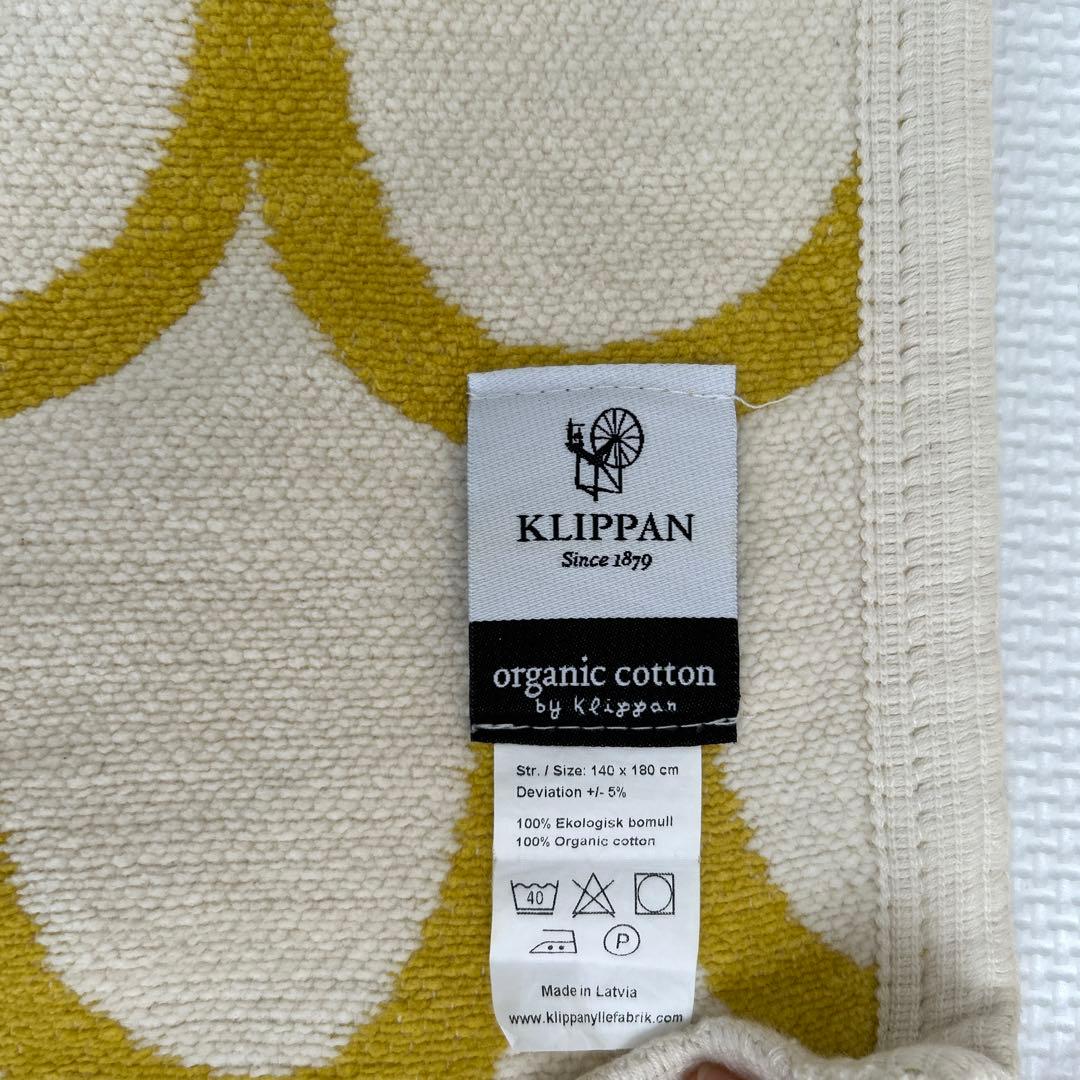 KLIPPAN
Since 1879
organic cotton
by klippan
Str. / Size: 140 x 180 cm
Deviation +/- 5%
100% Ekologisk bomull
100% Organic cotton
40
P
Made in Latvia
www.klippanyllefabrik.com